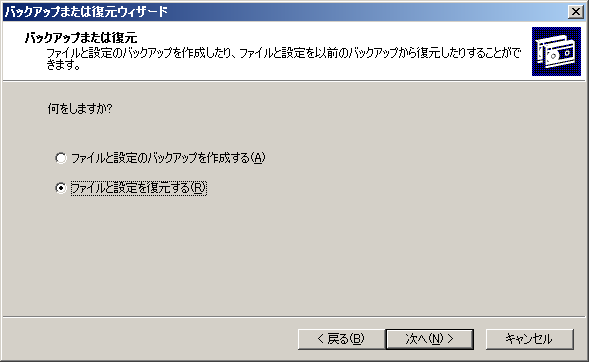 バックアップまたは復元ウィザード
バックアップまたは復元
ファイルと設定のバックアップを作成したり、ファイルと設定を以前のバックアップから復元したりすることがで
きます。
何をしますか?
ファイルと設定のバックアップを作成する(A)
ファイルと設定を復元する(R)
< 戻る(B)
次へ(N) >
キャンセル